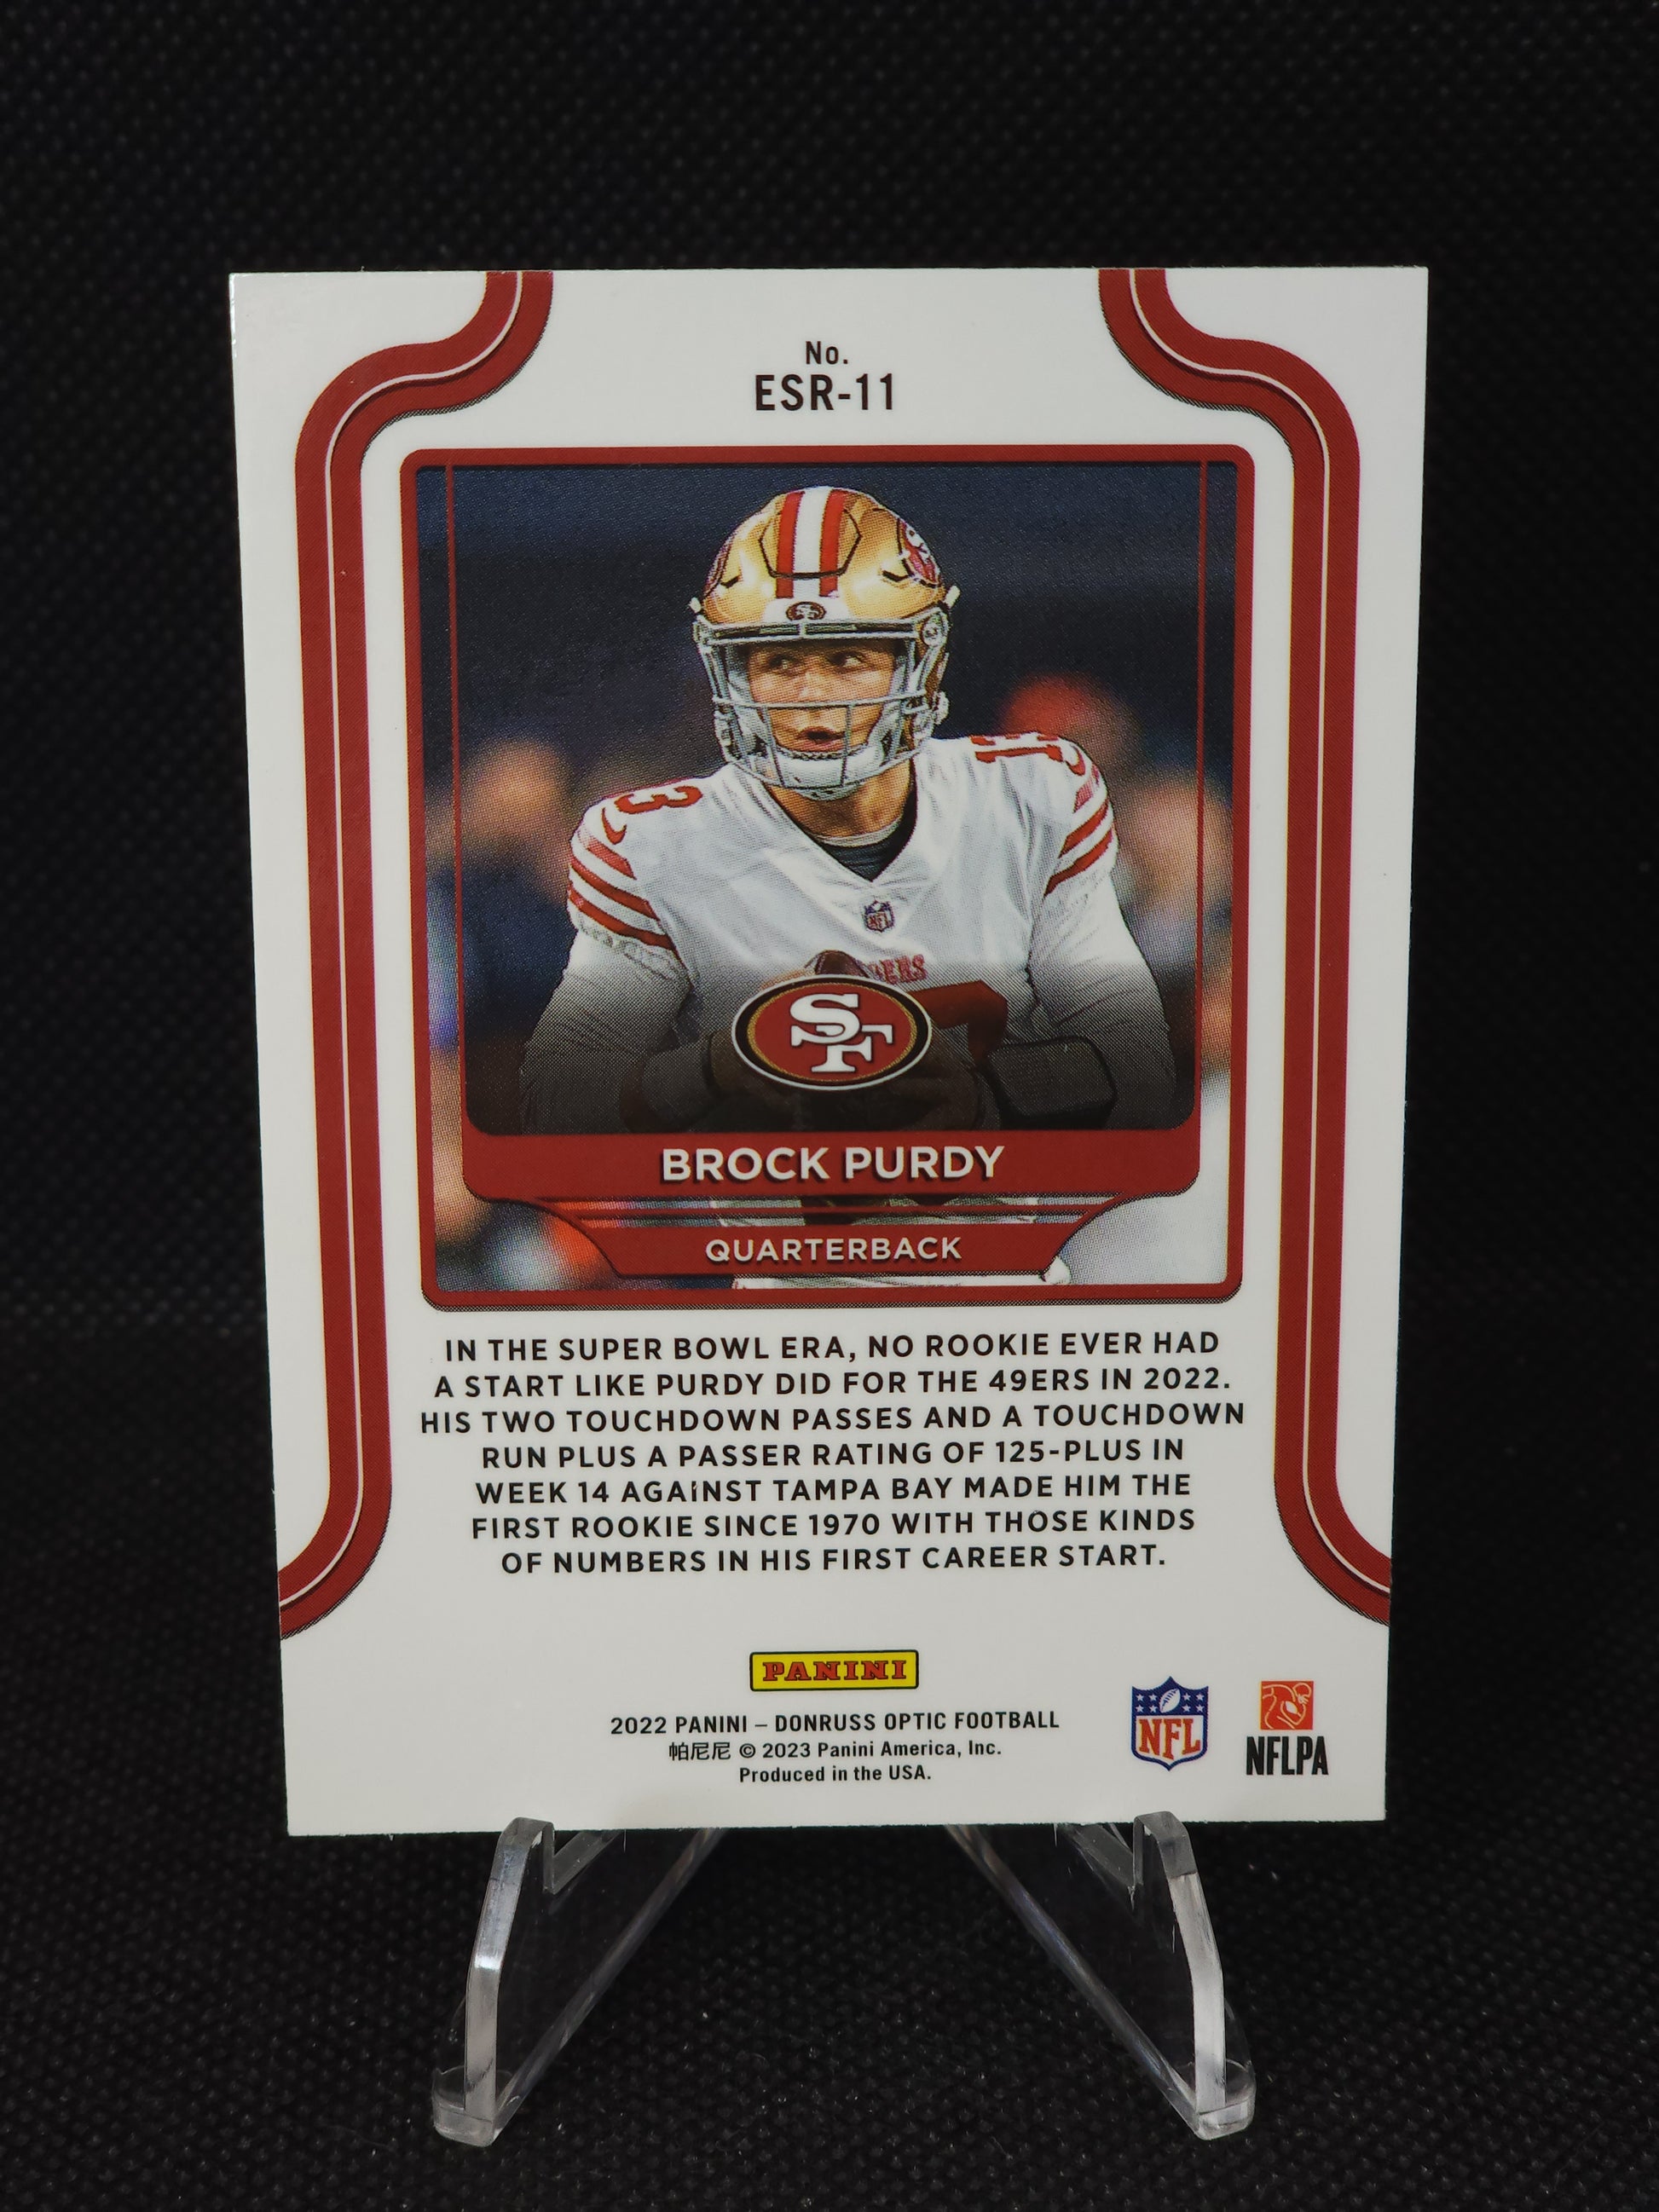 No.
ESR-11
3
13
NFL
SF
BROCK PURDY
QUARTERBACK
IN THE SUPER BOWL ERA, NO ROOKIE EVER HAD
A START LIKE PURDY DID FOR THE 49ERS IN 2022.
HIS TWO TOUCHDOWN PASSES AND A TOUCHDOWN
RUN PLUS A PASSER RATING OF 125-PLUS IN
WEEK 14 AGAINST TAMPA BAY MADE HIM THE
FIRST ROOKIE SINCE 1970 WITH THOSE KINDS
OF NUMBERS IN HIS FIRST CAREER START.
PANINI
2022 PANINI – DONRUSS OPTIC FOOTBALL
帕尼尼 © 2023 Panini America, Inc.
Produced in the USA.
NFL
NFLPA